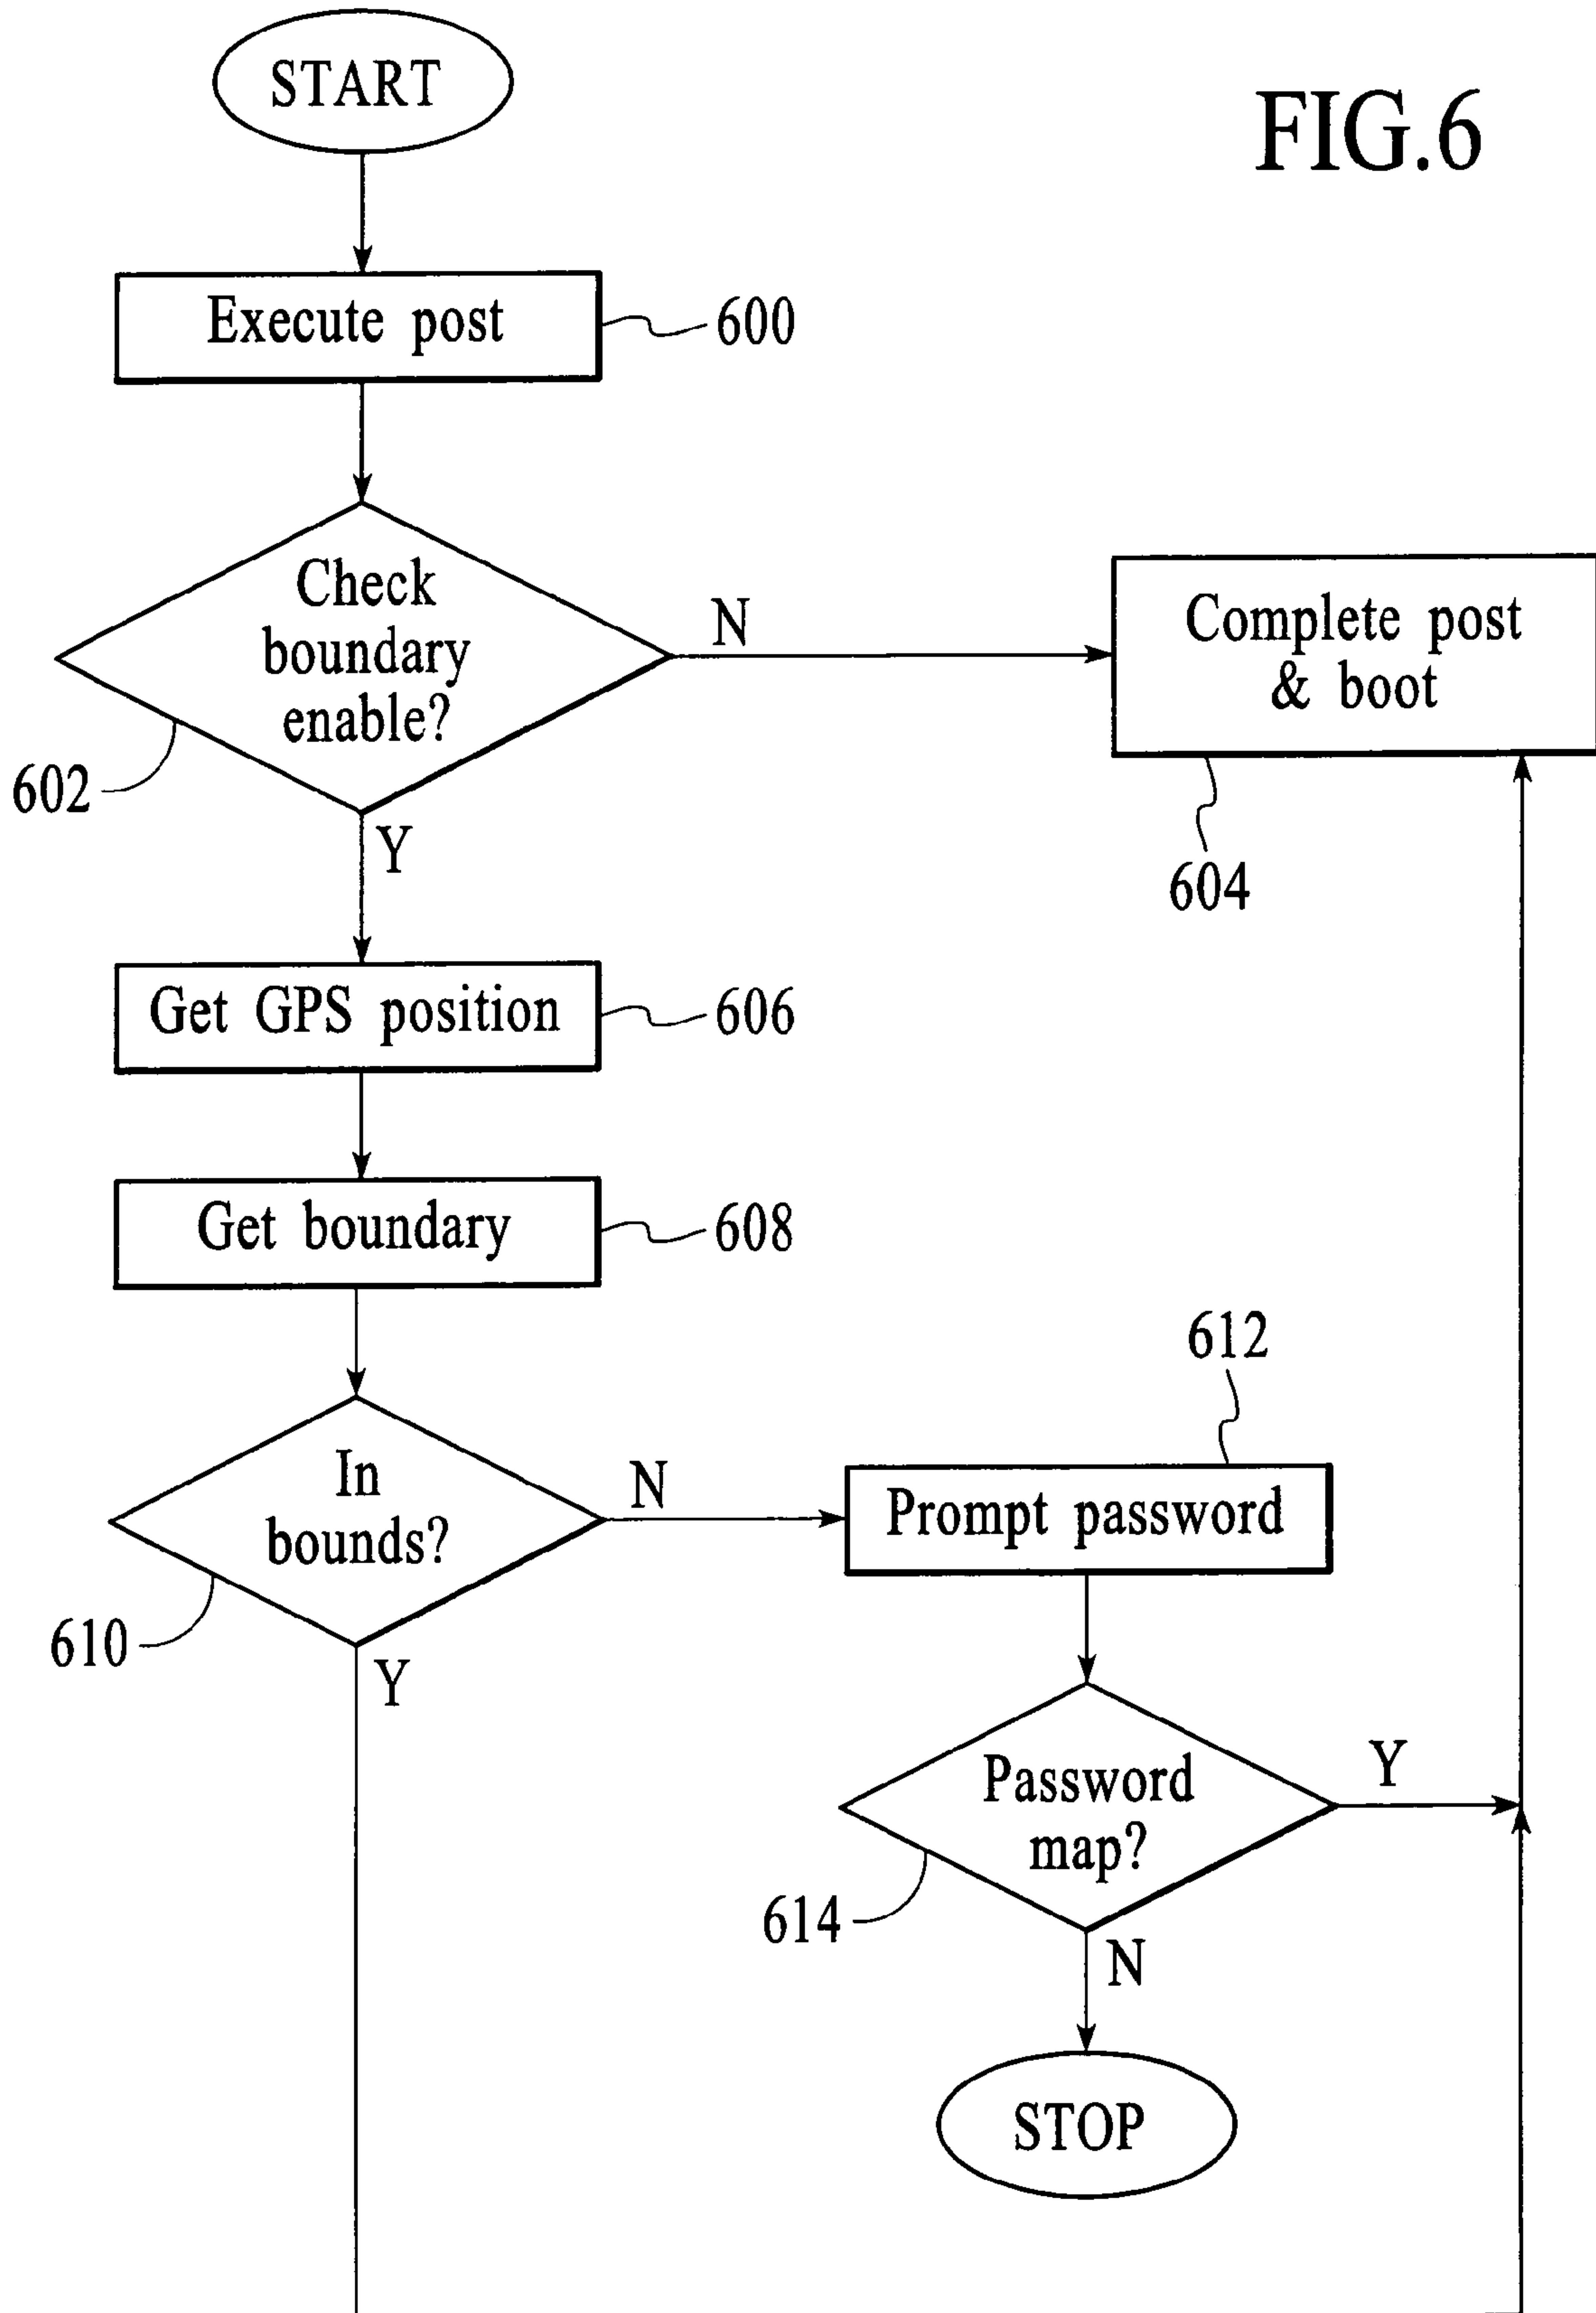 START
FIG.6
Execute post
600
Check
boundary
enable?
N
Complete post
& boot
602
Y
604
Get GPS position
606
Get boundary
608
612
In
bounds?
N
Prompt password
610
Y
Password
map?
Y
614
N
STOP